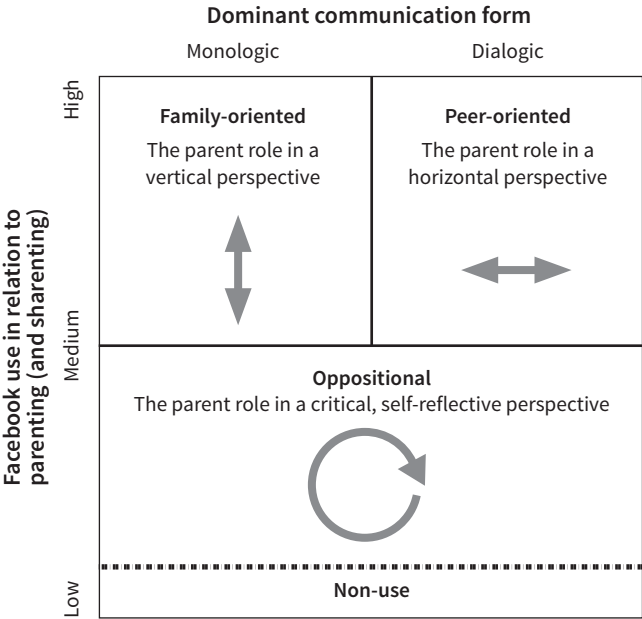 Dominant communication form
Monologic
Dialogic
Facebook use in relation to
parenting (and sharenting)
High
Medium
Low
Family-oriented
The parent role in a
vertical perspective
Peer-oriented
The parent role in a
horizontal perspective
Oppositional
The parent role in a critical, self-reflective perspective
Non-use